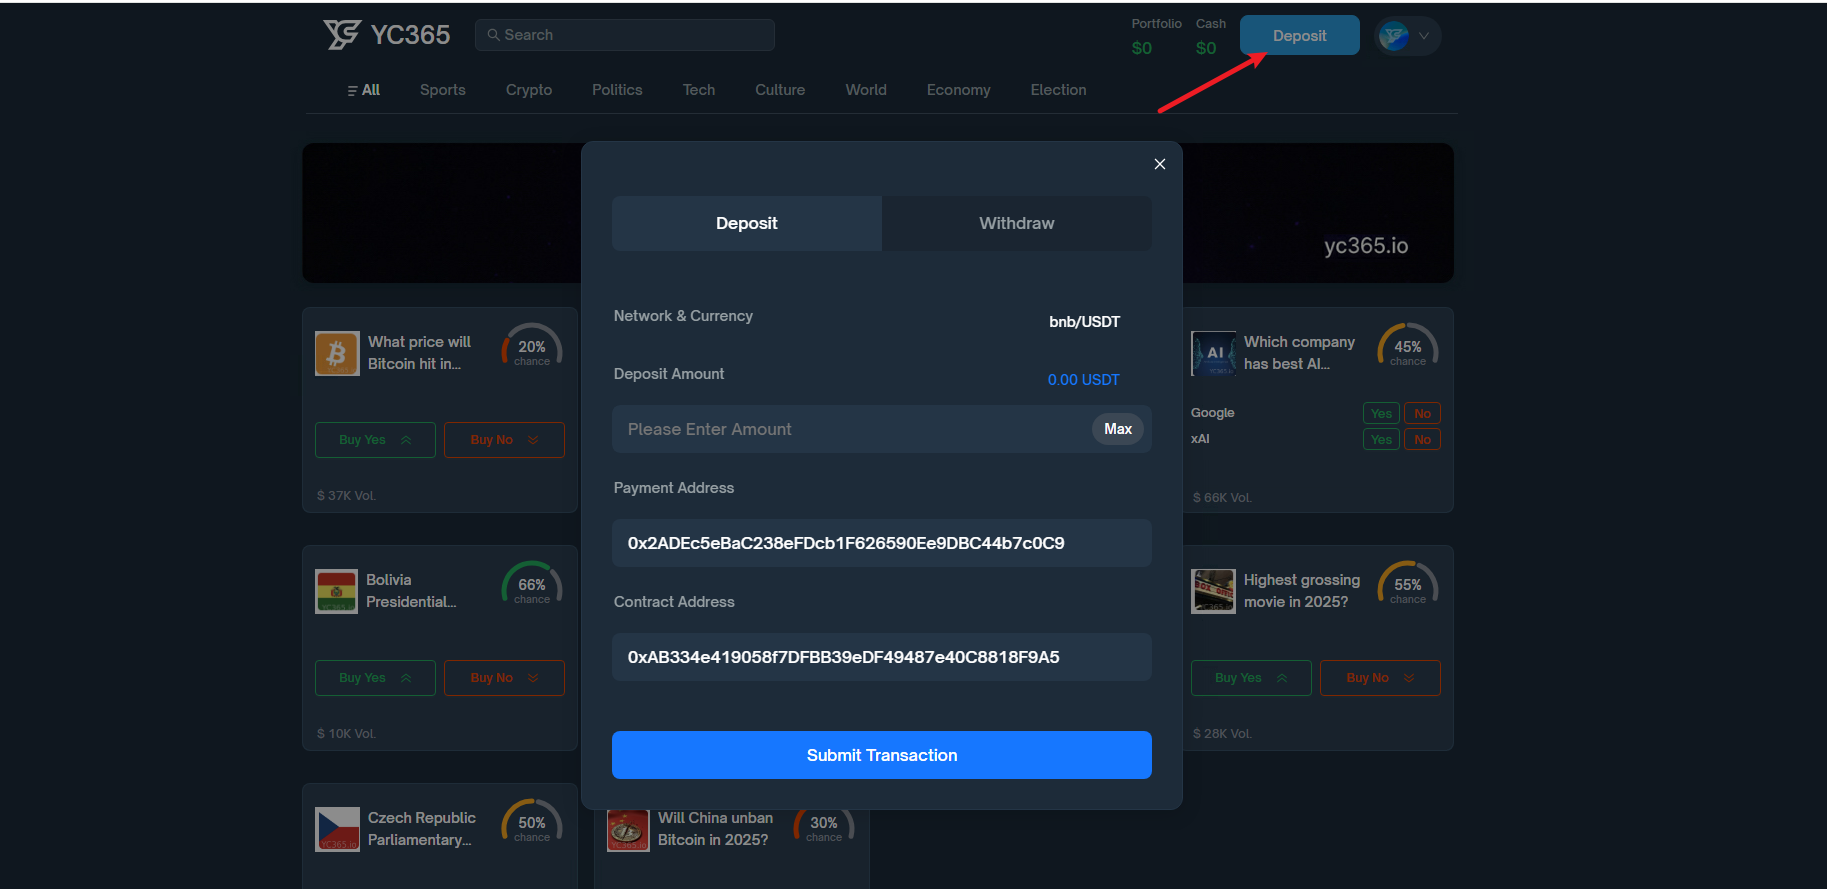 YC365
Search
Portfolio
Cash
$0
$0
Deposit
All
Sports
Crypto
Politics
Tech
Culture
World
Economy
Election
yc365.io
Deposit
Withdraw
Network & Currency
bnb/USDT
Deposit Amount
0.00 USDT
Please Enter Amount
Max
Payment Address
0x2ADEc5eBaC238eFDcb1F626590Ee9DBC44b7c0C9
Contract Address
0xAB334e419058f7DFBB39eDF49487e40C8818F9A5
Submit Transaction
What price will
Bitcoin hit in...
20%
chance
Buy Yes
Buy No
$ 37K Vol.
Which company
has best AI...
AI
45%
chance
Google
Yes
No
xAI
Yes
No
$ 66K Vol.
Bolivia
Presidential...
66%
chance
Buy Yes
Buy No
$ 10K Vol.
Highest grossing
movie in 2025?
55%
chance
Buy Yes
Buy No
$ 28K Vol.
Czech Republic
Parliamentary...
YC365.io
50%
chance
Will China unban
Bitcoin in 2025?
YC365.io
30%
chance